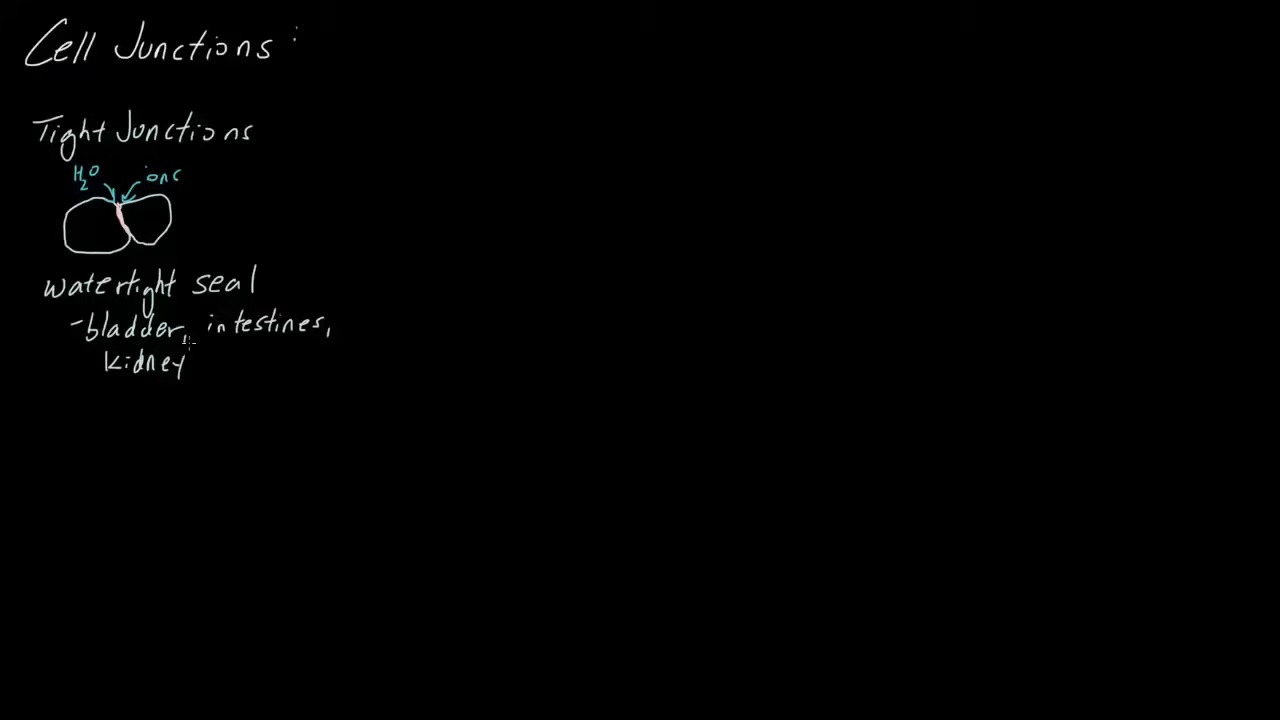 Cell Junctions:
Tight Junctions
H2O ions
watertight seal
-bladder, intestines,
kidney